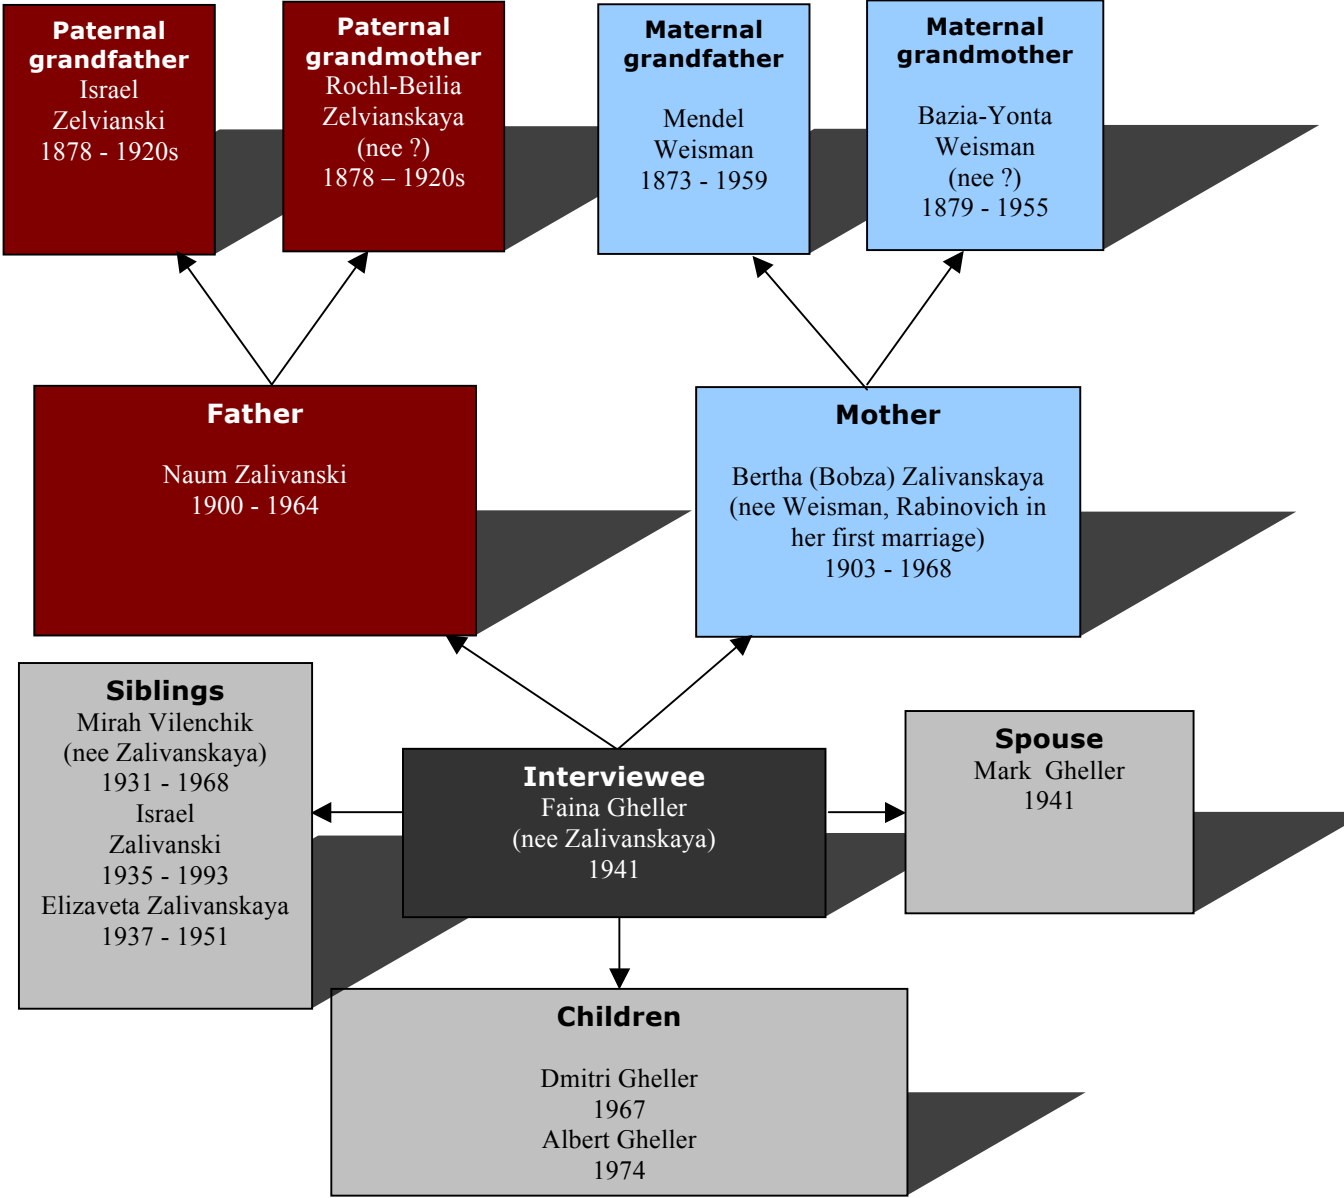 Paternal
grandfather
Israel
Zelvianski
1878 - 1920s
Paternal
grandmother
Rochl-Beilia
Zelvianskaya
(nee ?)
1878 – 1920s
Maternal
grandfather
Mendel
Weisman
1873 - 1959
Maternal
grandmother
Bazia-Yonta
Weisman
(nee ?)
1879 - 1955
Father
Naum Zalivanski
1900 - 1964
Mother
Bertha (Bobza) Zalivanskaya
(nee Weisman, Rabinovich in
her first marriage)
1903 - 1968
Siblings
Mirah Vilenchik
(nee Zalivanskaya)
1931 - 1968
Israel
Zalivanski
1935 - 1993
Elizaveta Zalivanskaya
1937 - 1951
Interviewee
Faina Gheller
(nee Zalivanskaya)
1941
Spouse
Mark  Gheller
1941
Children
Dmitri Gheller
1967
Albert Gheller
1974